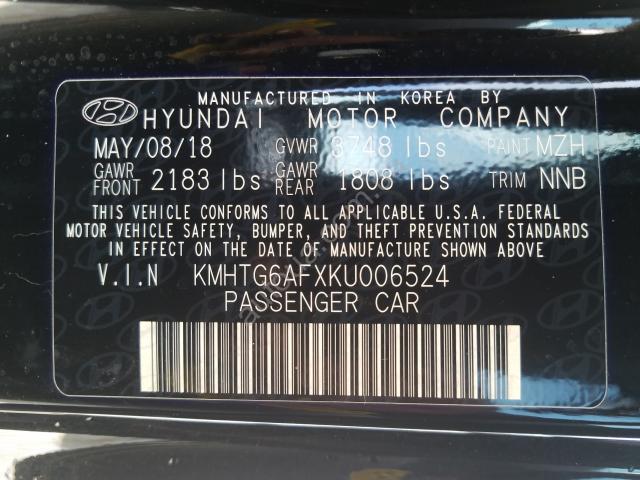 MANUFACTURED IN KOREA BY
HYUNDAI MOTOR COMPANY
MAY/08/18 GVWR 3748 lbs PAINT MZH
GAWR FRONT 2183 lbs GAWR REAR 1808 lbs TRIM NNB
THIS VEHICLE CONFORMS TO ALL APPLICABLE U.S.A. FEDERAL
MOTOR VEHICLE SAFETY, BUMPER, AND THEFT PREVENTION STANDARDS
IN EFFECT ON THE DATE OF MANUFACTURE SHOWN ABOVE
V.I.N KMHTG6AFXKU006524
PASSENGER CAR